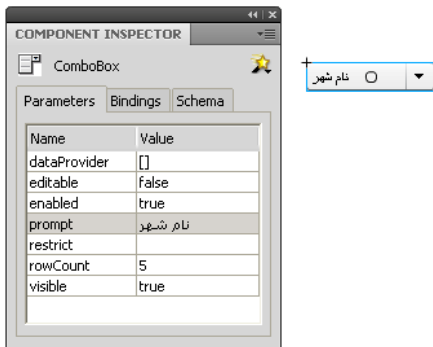 COMPONENT INSPECTOR
ComboBox
Parameters Bindings Schema
Name Value
dataProvider []
editable false
enabled true
prompt نام شهر
restrict
rowCount 5
visible true
نام شهر